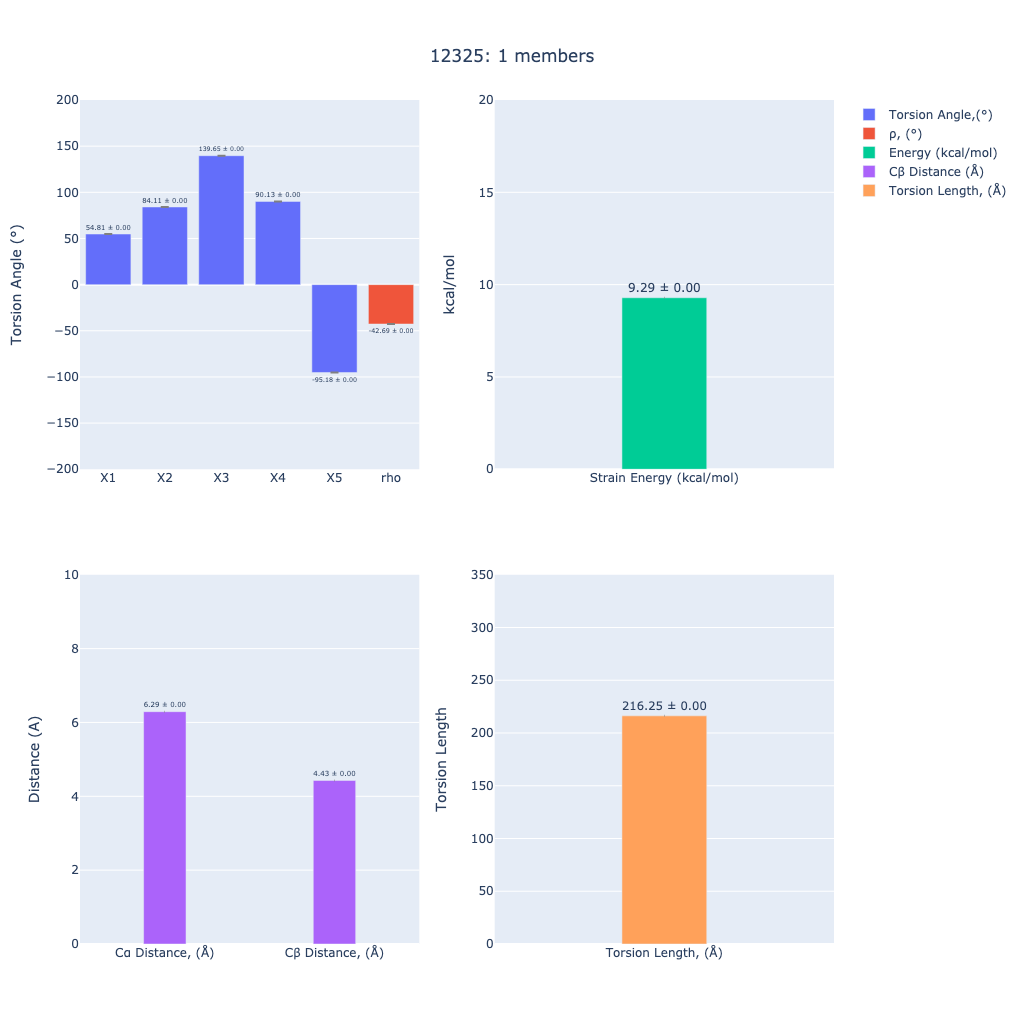 12325: 1 members
Torsion Angle (°)
200
150
100
50
0
−50
−100
−150
−200
54.81 ± 0.00
84.11 ± 0.00
139.65 ± 0.00
90.13 ± 0.00
-95.18 ± 0.00
-42.69 ± 0.00
X1 X2 X3 X4 X5 rho
kcal/mol
20
15
10
5
0
9.29 ± 0.00
Strain Energy (kcal/mol)
Torsion Angle,(°)
ρ, (°)
Energy (kcal/mol)
Cβ Distance (Å)
Torsion Length, (Å)
Distance (A)
10
8
6
4
2
0
6.29 ± 0.00
4.43 ± 0.00
Cα Distance, (Å) Cβ Distance, (Å)
Torsion Length
350
300
250
200
150
100
50
0
216.25 ± 0.00
Torsion Length, (Å)